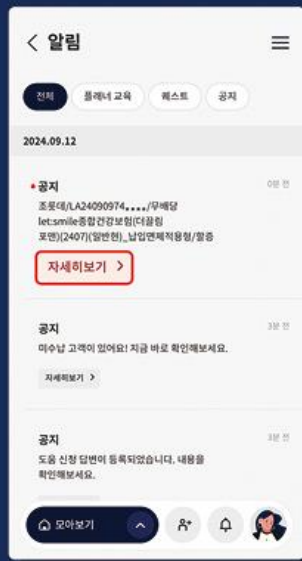 알림
전체 플래너 교육 퀘스트 공지
2024.09.12
공지 0분 전
조롯데/LA24090974••••/무배당
let:smile종합건강보험(더끌림
포맨)(2407)(일반현)_납입면제적용형/할증
자세히보기 >
공지 3분 전
미수납 고객이 있어요! 지금 바로 확인해보세요.
자세히보기 >
공지 3분 전
도움 신청 답변이 등록되었습니다. 내용을
확인해보세요.
모아보기